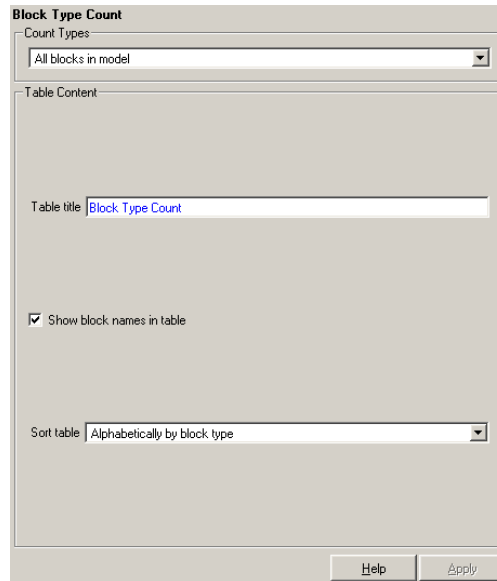 Block Type Count
Count Types
All blocks in model
Table Content
Table title Block Type Count
Show block names in table
Sort table Alphabetically by block type
Help Apply